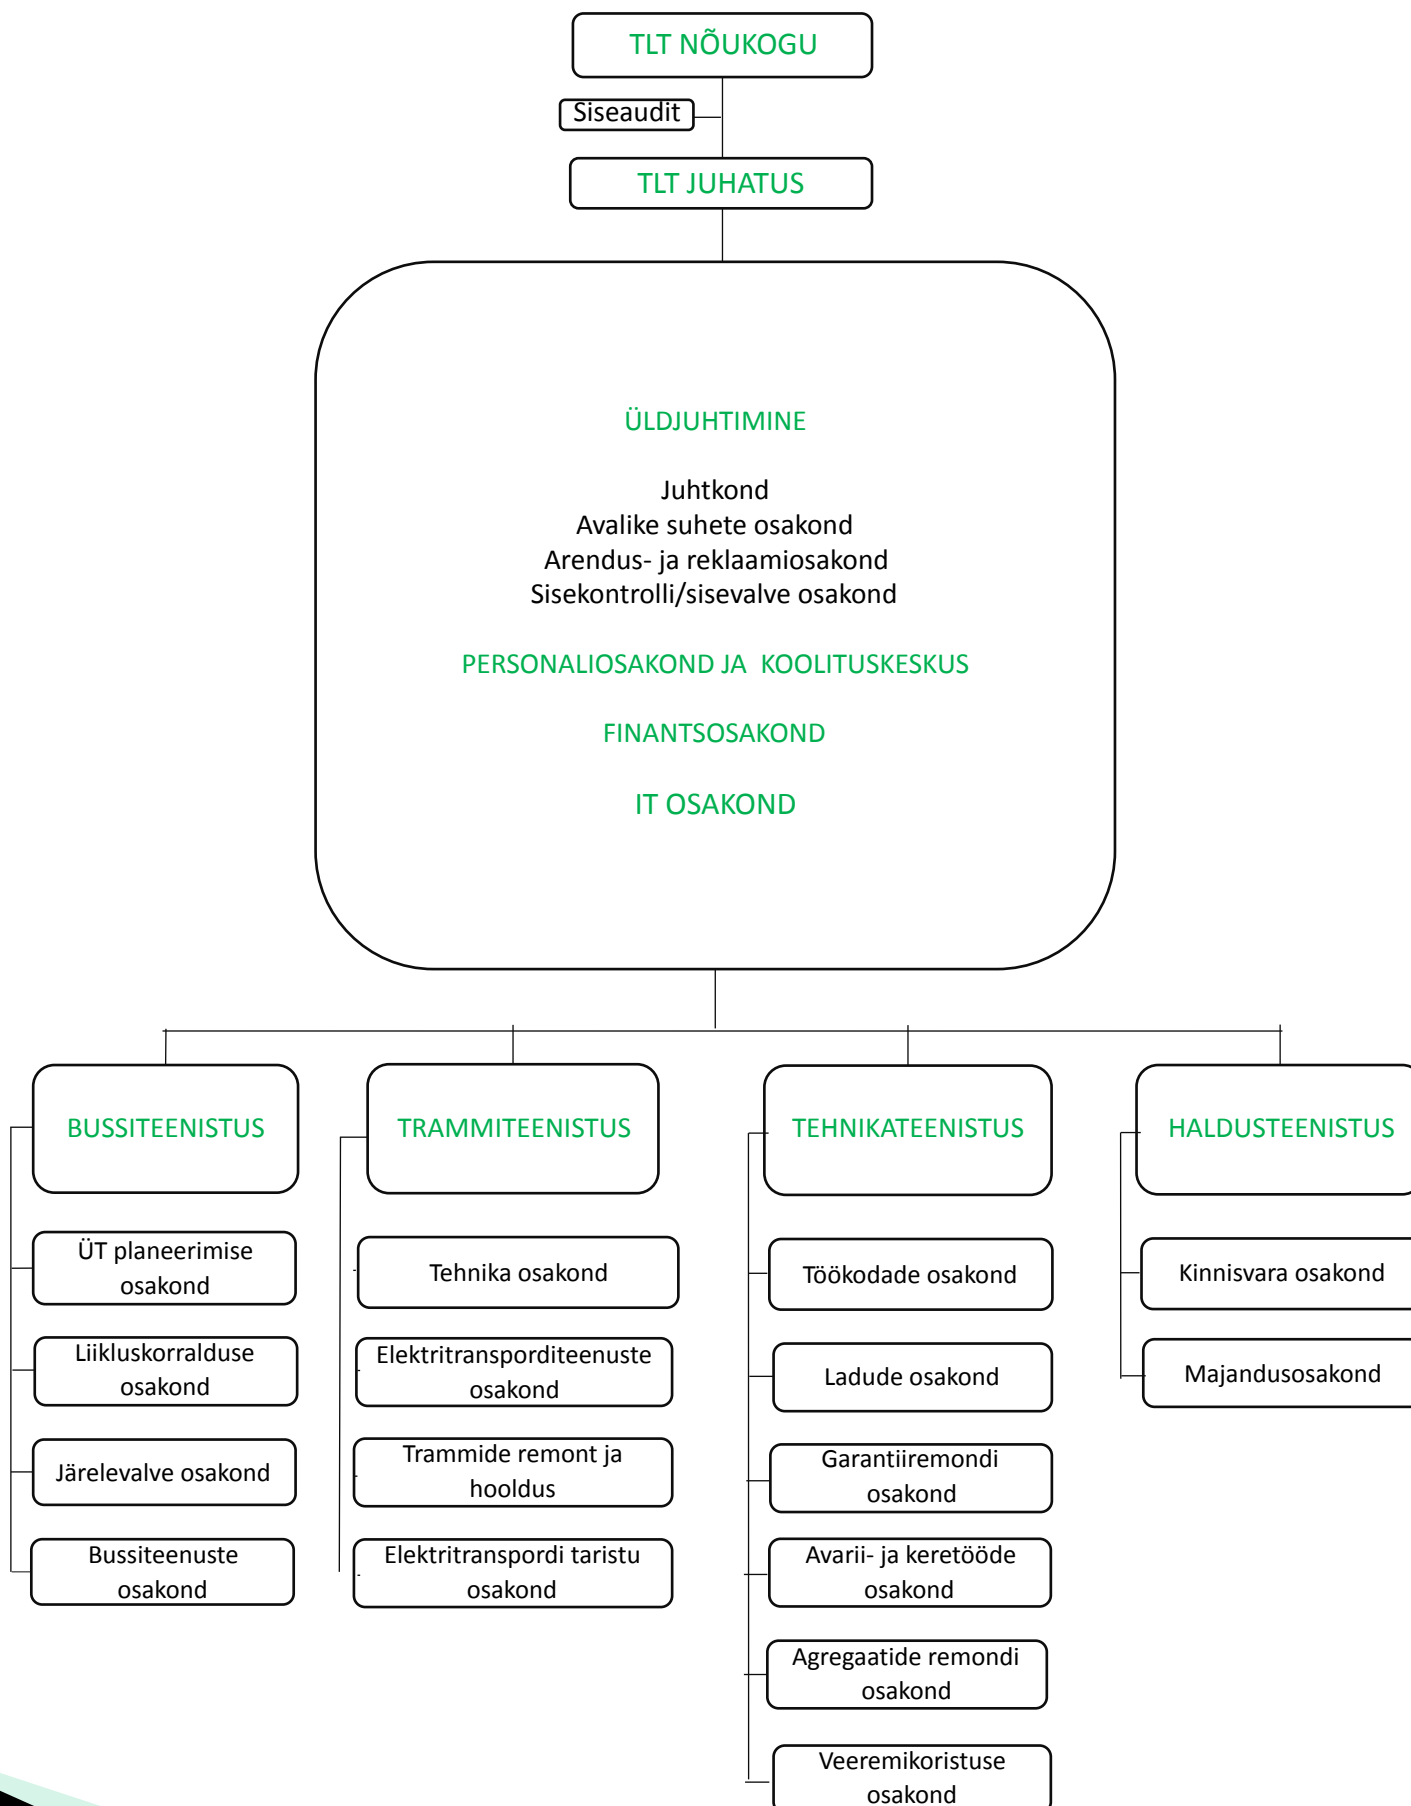 TLT NÕUKOGU
Siseaudit
TLT JUHATUS
ÜLDJUHTIMINE
Juhtkond
Avalike suhete osakond
Arendus- ja reklaamiosakond
Sisekontrolli/sisevalve osakond
PERSONALIOSAKOND JA KOOLITUSKESKUS
FINANTSOSAKOND
IT OSAKOND
BUSSITEENISTUS
ÜT planeerimise
osakond
Liikluskorralduse
osakond
Järelevalve osakond
Bussiteenuste
osakond
TRAMMITEENISTUS
Tehnika osakond
Elektritransporditeenuste
osakond
Trammide remont ja
hooldus
Elektritranspordi taristu
osakond
TEHNIKATEENISTUS
Töökodade osakond
Ladude osakond
Garantiiremondi
osakond
Avarii- ja keretööde
osakond
Agregaatide remondi
osakond
Veeremikoristuse
osakond
HALDUSTEENISTUS
Kinnisvara osakond
Majandusosakond